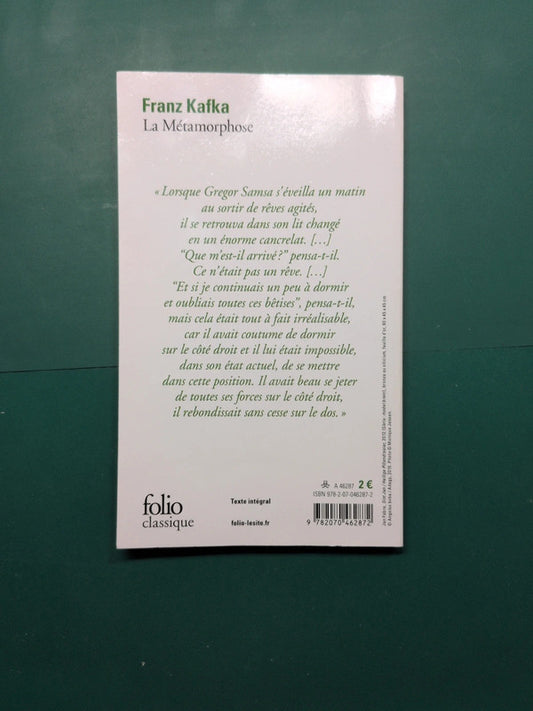 Franz Kafka
La Métamorphose
« Lorsque Gregor Samsa s'éveilla un matin
au sortir de rêves agités,
il se retrouva dans son lit changé
en un énorme cancrelat. […]
“Que m'est-il arrivé ?” pensa-t-il.
Ce n'était pas un rêve. […]
“Et si je continuais un peu à dormir
et oubliais toutes ces bêtises”, pensa-t-il,
mais cela était tout à fait irréalisable,
car il avait coutume de dormir
sur le côté droit et il lui était impossible,
dans son état actuel, de se mettre
dans cette position. Il avait beau se jeter
de toutes ses forces sur le côté droit,
il rebondissait sans cesse sur le dos. »
A 46287 2 €
ISBN 978-2-07-046287-2
folio
classique
Texte intégral
folio-lesite.fr
9 782070 462872